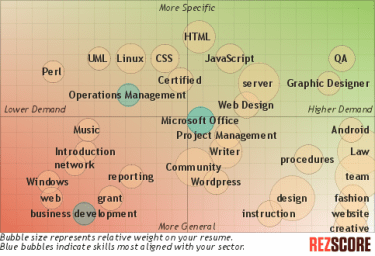 More Specific
HTML
UML Linux CSS JavaScript QA
Perl
Certified server Graphic Designer
Operations Management
Web Design
Lower Demand Higher Demand
Microsoft Office
Music Project Management Android
Introduction Writer Law
network Community procedures
Windows reporting Wordpress team
web grant design fashion
business development instruction website
More General creative
Bubble size represents relative weight on your resume.
Blue bubbles indicate skills most aligned with your sector.
REZSCORE